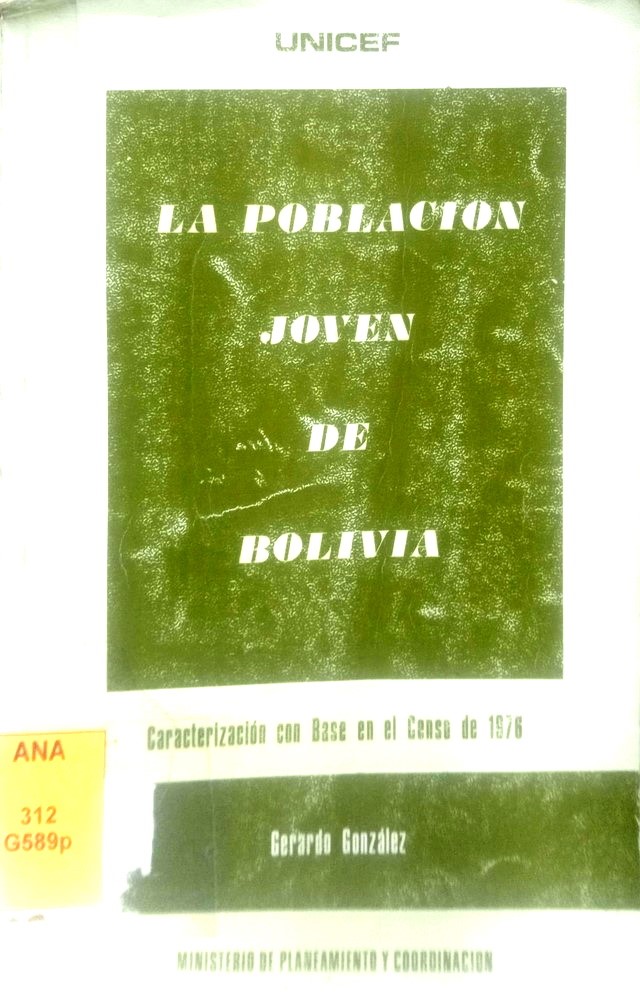 UNICEF
LA POBLACION
JOVEN
DE
BOLIVIA
Caracterización con Base en el Censo de 1976
ANA
312
G589p
Gerardo González
MINISTERIO DE PLANEAMIENTO Y COORDINACION